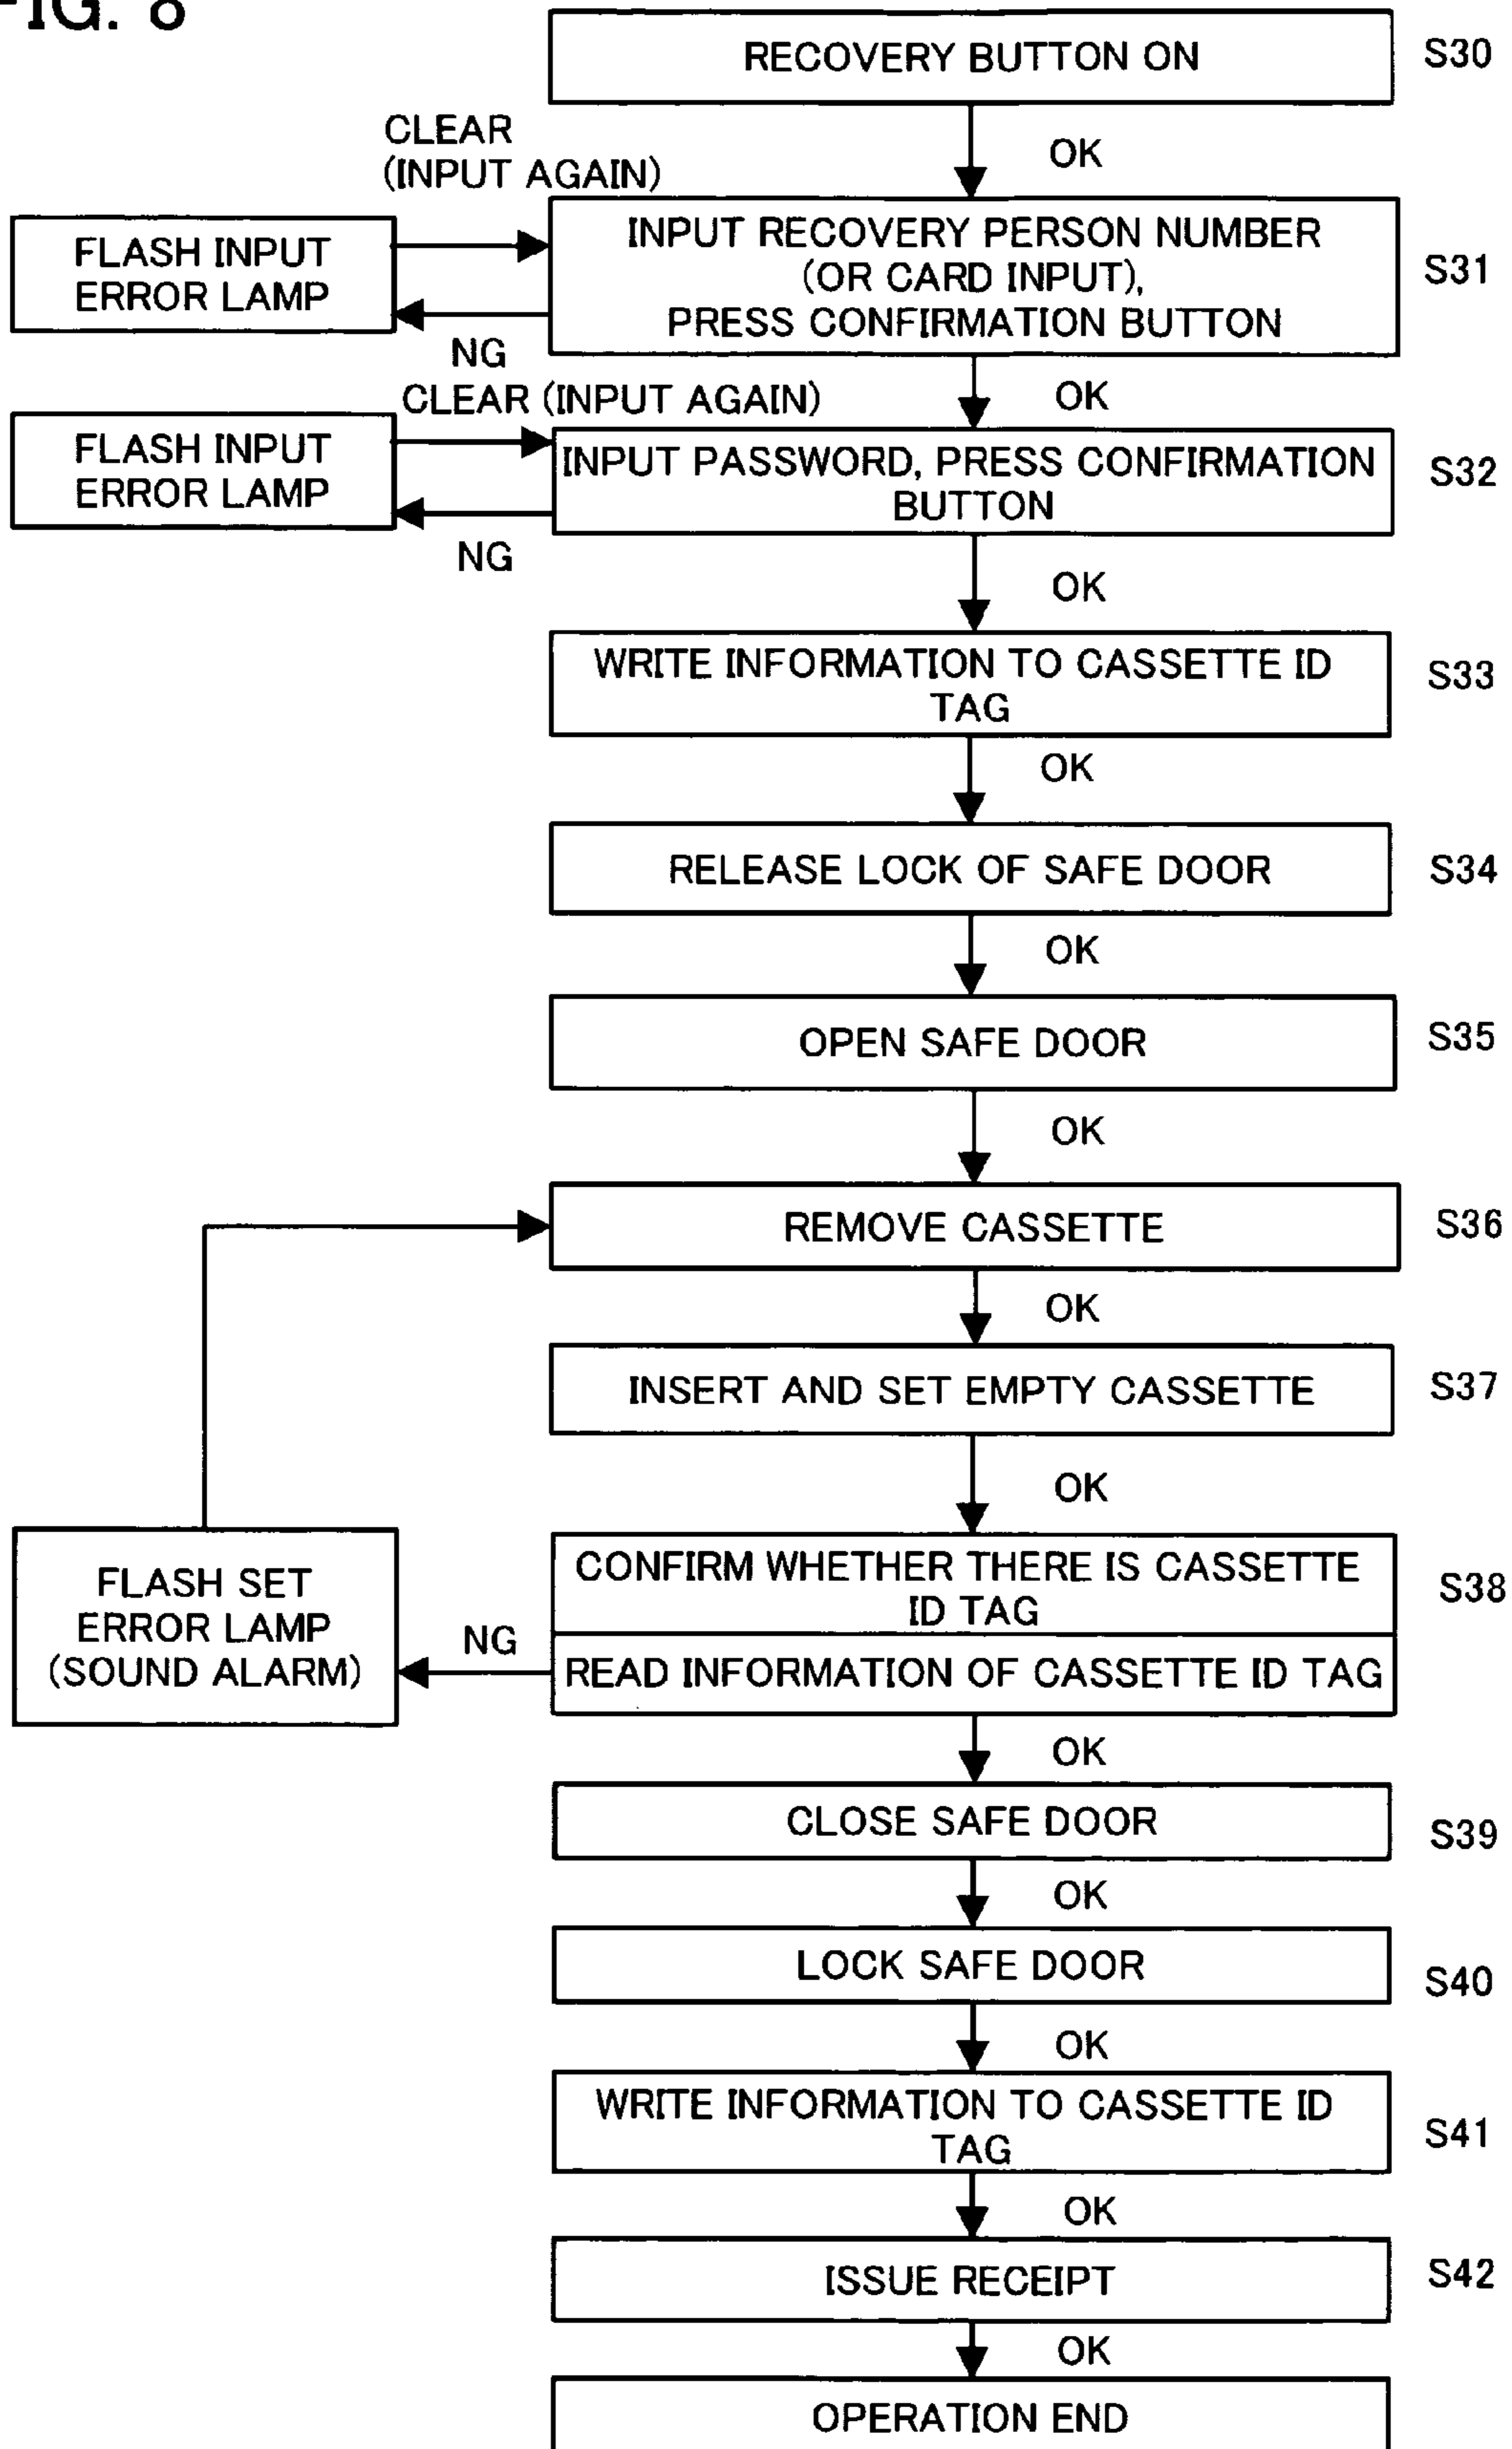 FIG. 8
RECOVERY BUTTON ON
S30
OK
CLEAR
(INPUT AGAIN)
FLASH INPUT
ERROR LAMP
INPUT RECOVERY PERSON NUMBER
(OR CARD INPUT),
PRESS CONFIRMATION BUTTON
S31
NG
OK
CLEAR (INPUT AGAIN)
FLASH INPUT
ERROR LAMP
INPUT PASSWORD, PRESS CONFIRMATION
BUTTON
S32
NG
OK
WRITE INFORMATION TO CASSETTE ID
TAG
S33
OK
RELEASE LOCK OF SAFE DOOR
S34
OK
OPEN SAFE DOOR
S35
OK
REMOVE CASSETTE
S36
OK
INSERT AND SET EMPTY CASSETTE
S37
OK
CONFIRM WHETHER THERE IS CASSETTE
ID TAG
S38
READ INFORMATION OF CASSETTE ID TAG
NG
FLASH SET
ERROR LAMP
(SOUND ALARM)
OK
CLOSE SAFE DOOR
S39
OK
LOCK SAFE DOOR
S40
OK
WRITE INFORMATION TO CASSETTE ID
TAG
S41
OK
ISSUE RECEIPT
S42
OK
OPERATION END